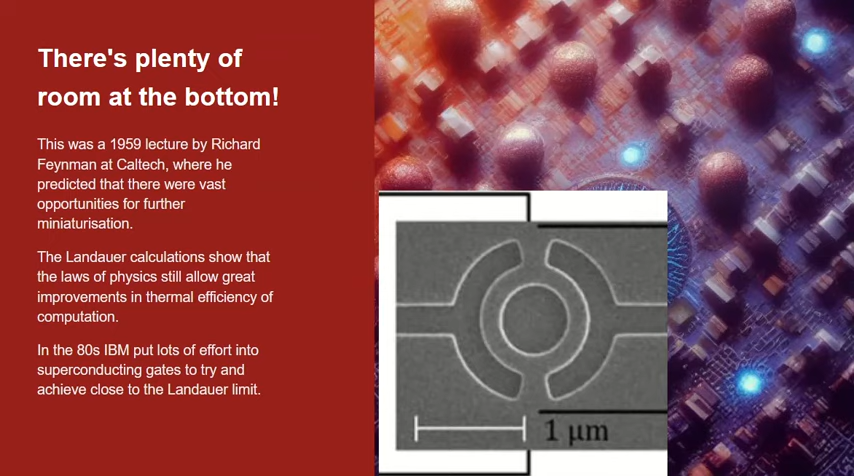 There's plenty of
room at the bottom!
This was a 1959 lecture by Richard
Feynman at Caltech, where he
predicted that there were vast
opportunities for further
miniaturisation.
The Landauer calculations show that
the laws of physics still allow great
improvements in thermal efficiency of
computation.
In the 80s IBM put lots of effort into
superconducting gates to try and
achieve close to the Landauer limit.
1 μm